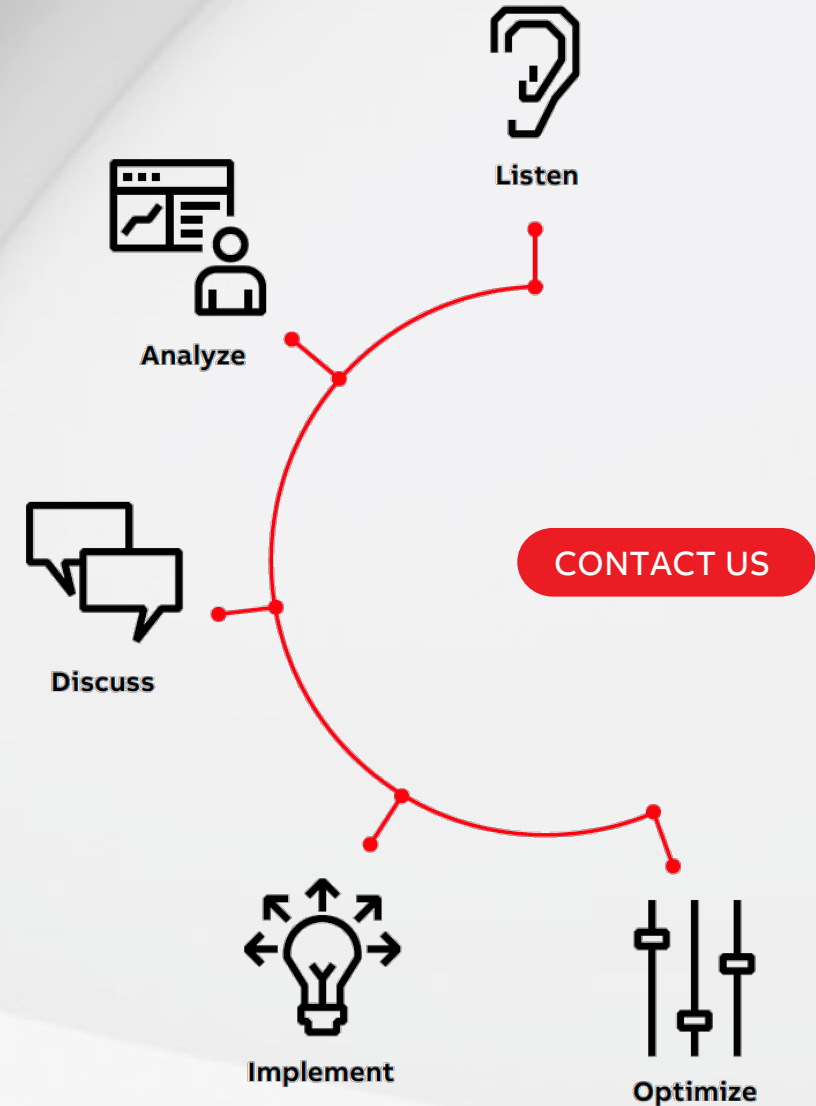 Listen
Analyze
CONTACT US
Discuss
Implement
Optimize